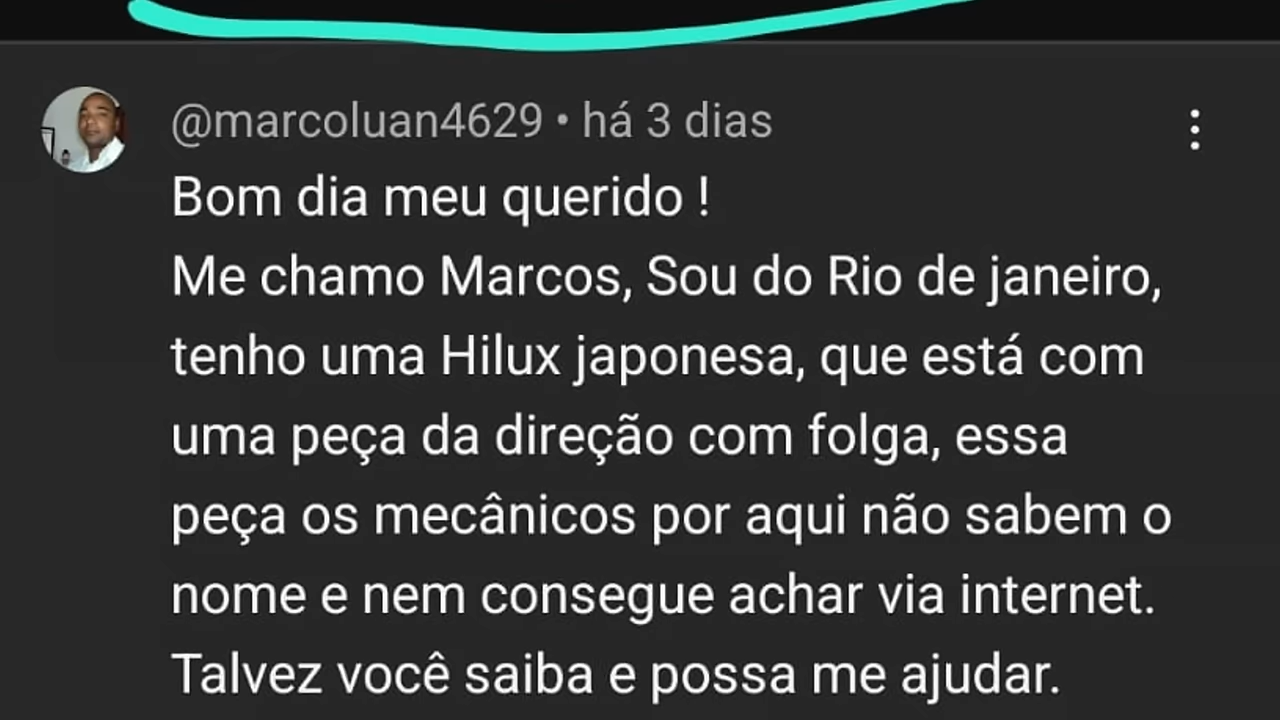 @marcoluan4629 • há 3 dias
Bom dia meu querido !
Me chamo Marcos, Sou do Rio de janeiro,
tenho uma Hilux japonesa, que está com
uma peça da direção com folga, essa
peça os mecânicos por aqui não sabem o
nome e nem consegue achar via internet.
Talvez você saiba e possa me ajudar.